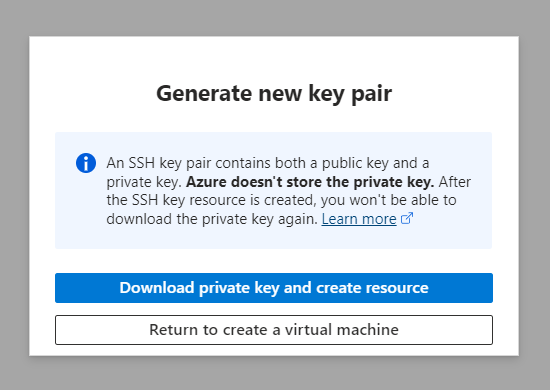 Generate new key pair
An SSH key pair contains both a public key and a
private key. Azure doesn't store the private key. After
the SSH key resource is created, you won't be able to
download the private key again. Learn more
Download private key and create resource
Return to create a virtual machine